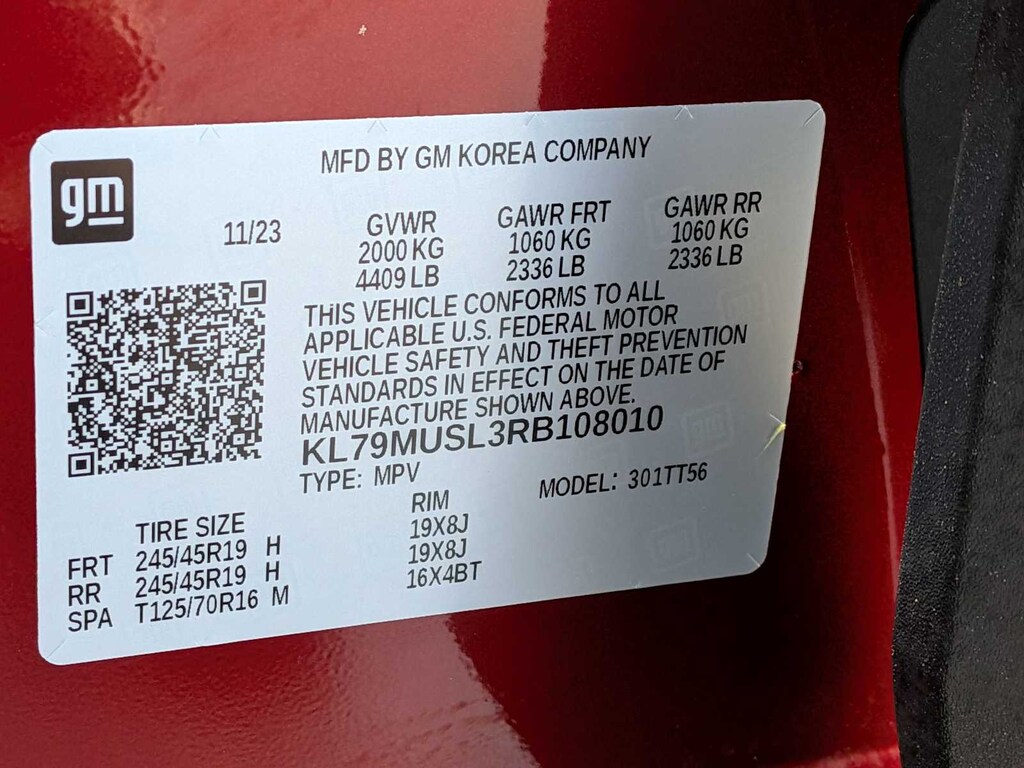 gm
MFD BY GM KOREA COMPANY
11/23
GVWR
2000 KG
4409 LB
GAWR FRT
1060 KG
2336 LB
GAWR RR
1060 KG
2336 LB
THIS VEHICLE CONFORMS TO ALL
APPLICABLE U.S. FEDERAL MOTOR
VEHICLE SAFETY AND THEFT PREVENTION
STANDARDS IN EFFECT ON THE DATE OF
MANUFACTURE SHOWN ABOVE.
KL79MUSL3RB108010
TYPE: MPV MODEL: 301TT56
TIRE SIZE RIM
FRT 245/45R19 H 19X8J
RR 245/45R19 H 19X8J
SPA T125/70R16 M 16X4BT